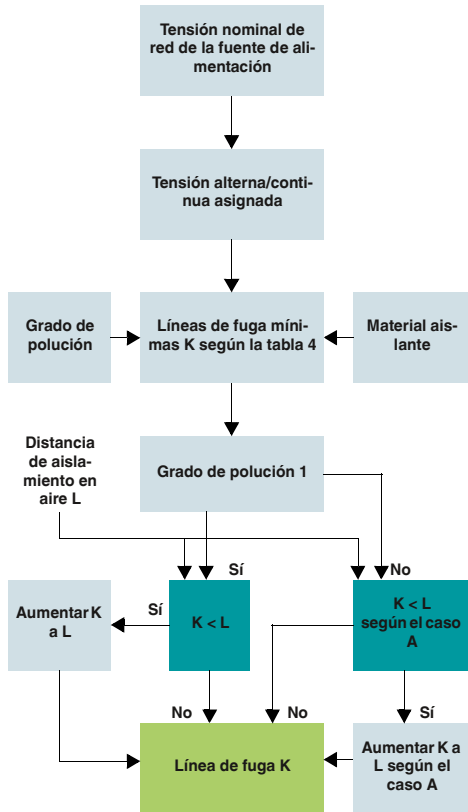 Tensión nominal de
red de la fuente de ali-
mentación
Tensión alterna/conti-
nua asignada
Grado de
polución
Líneas de fuga míni-
mas K según la tabla 4
Material ais-
lante
Distancia
de aisla-
miento en
aire L
Grado de polución 1
Sí
No
Aumentar K
a L
Sí
K < L
K < L
según el caso
A
No
No
Sí
Línea de fuga K
Aumentar K a
L según el
caso A